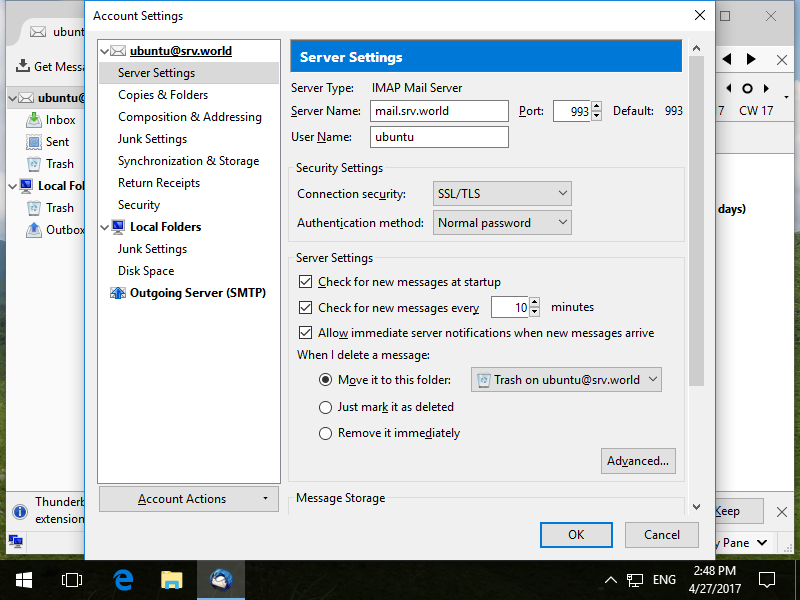 Account Settings
ubunt
Get Messa
ubuntu@
Inbox
Sent
Trash
Local Fol
Trash
Outbox
Thunderb
extension
ubuntu@srv.world
Server Settings
Copies & Folders
Composition & Addressing
Junk Settings
Synchronization & Storage
Return Receipts
Security
Local Folders
Junk Settings
Disk Space
Outgoing Server (SMTP)
Account Actions
Server Settings
Server Type: IMAP Mail Server
Server Name: mail.srv.world Port: 993 Default: 993
User Name: ubuntu
Security Settings
Connection security: SSL/TLS
Authentication method: Normal password
Server Settings
Check for new messages at startup
Check for new messages every 10 minutes
Allow immediate server notifications when new messages arrive
When I delete a message:
Move it to this folder: Trash on ubuntu@srv.world
Just mark it as deleted
Remove it immediately
Advanced...
Message Storage
OK Cancel
7 CW 17
days)
Keep
y Pane
ENG
2:48 PM
4/27/2017